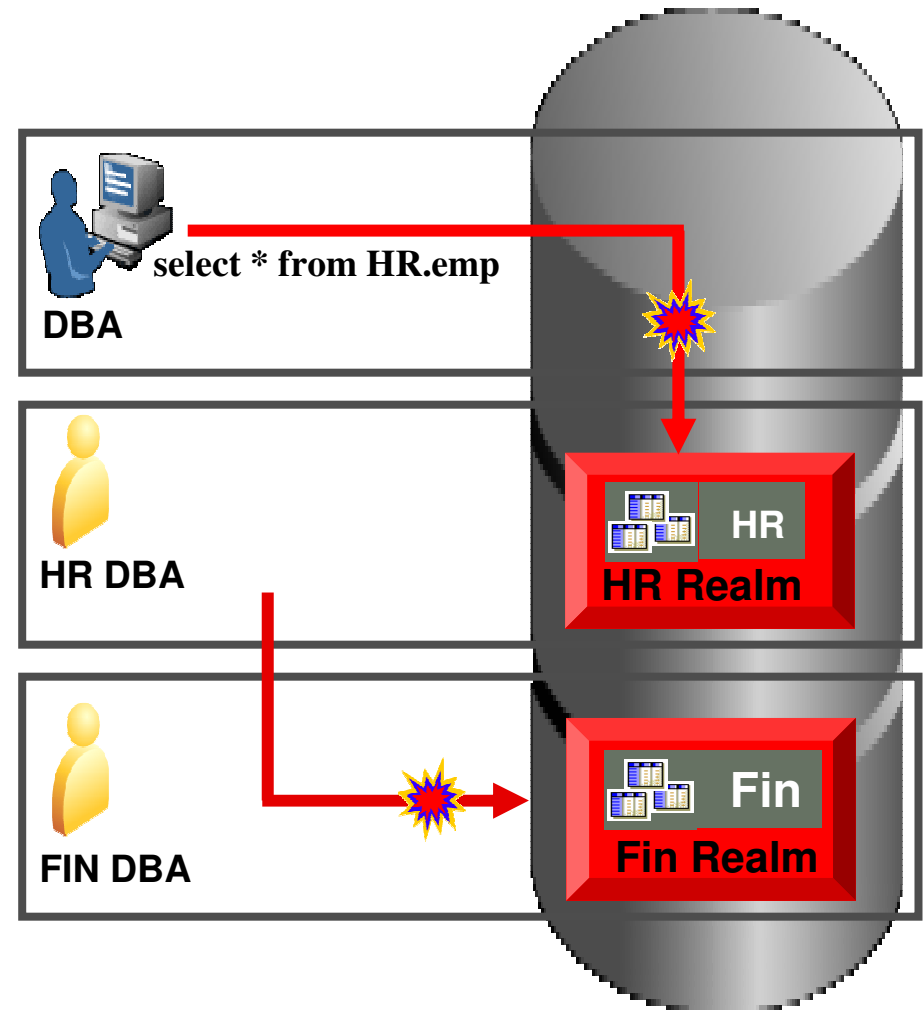 select * from HR.emp
DBA
HR
HR DBA
HR Realm
Fin
FIN DBA
Fin Realm